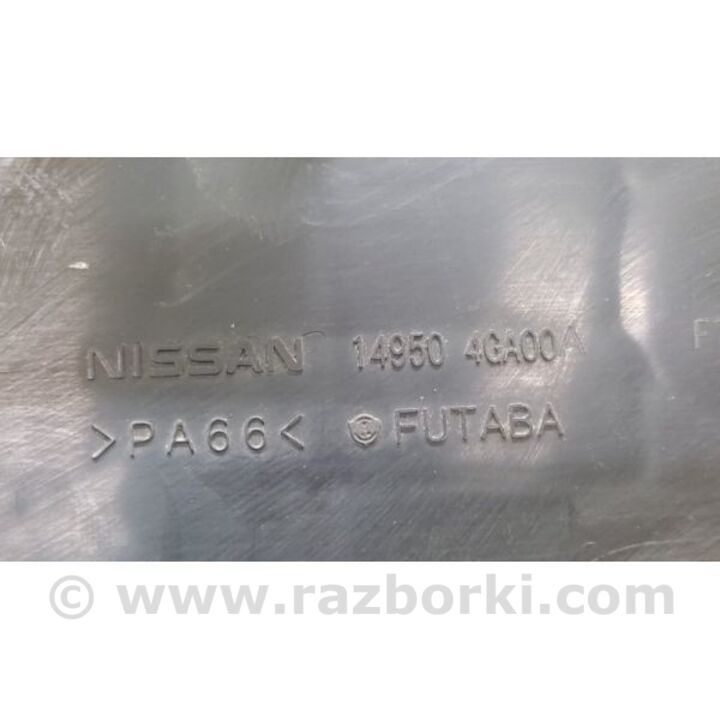 NISSAN 14950 4GA00A F
>PA66< FUTABA
© www.razborki.com